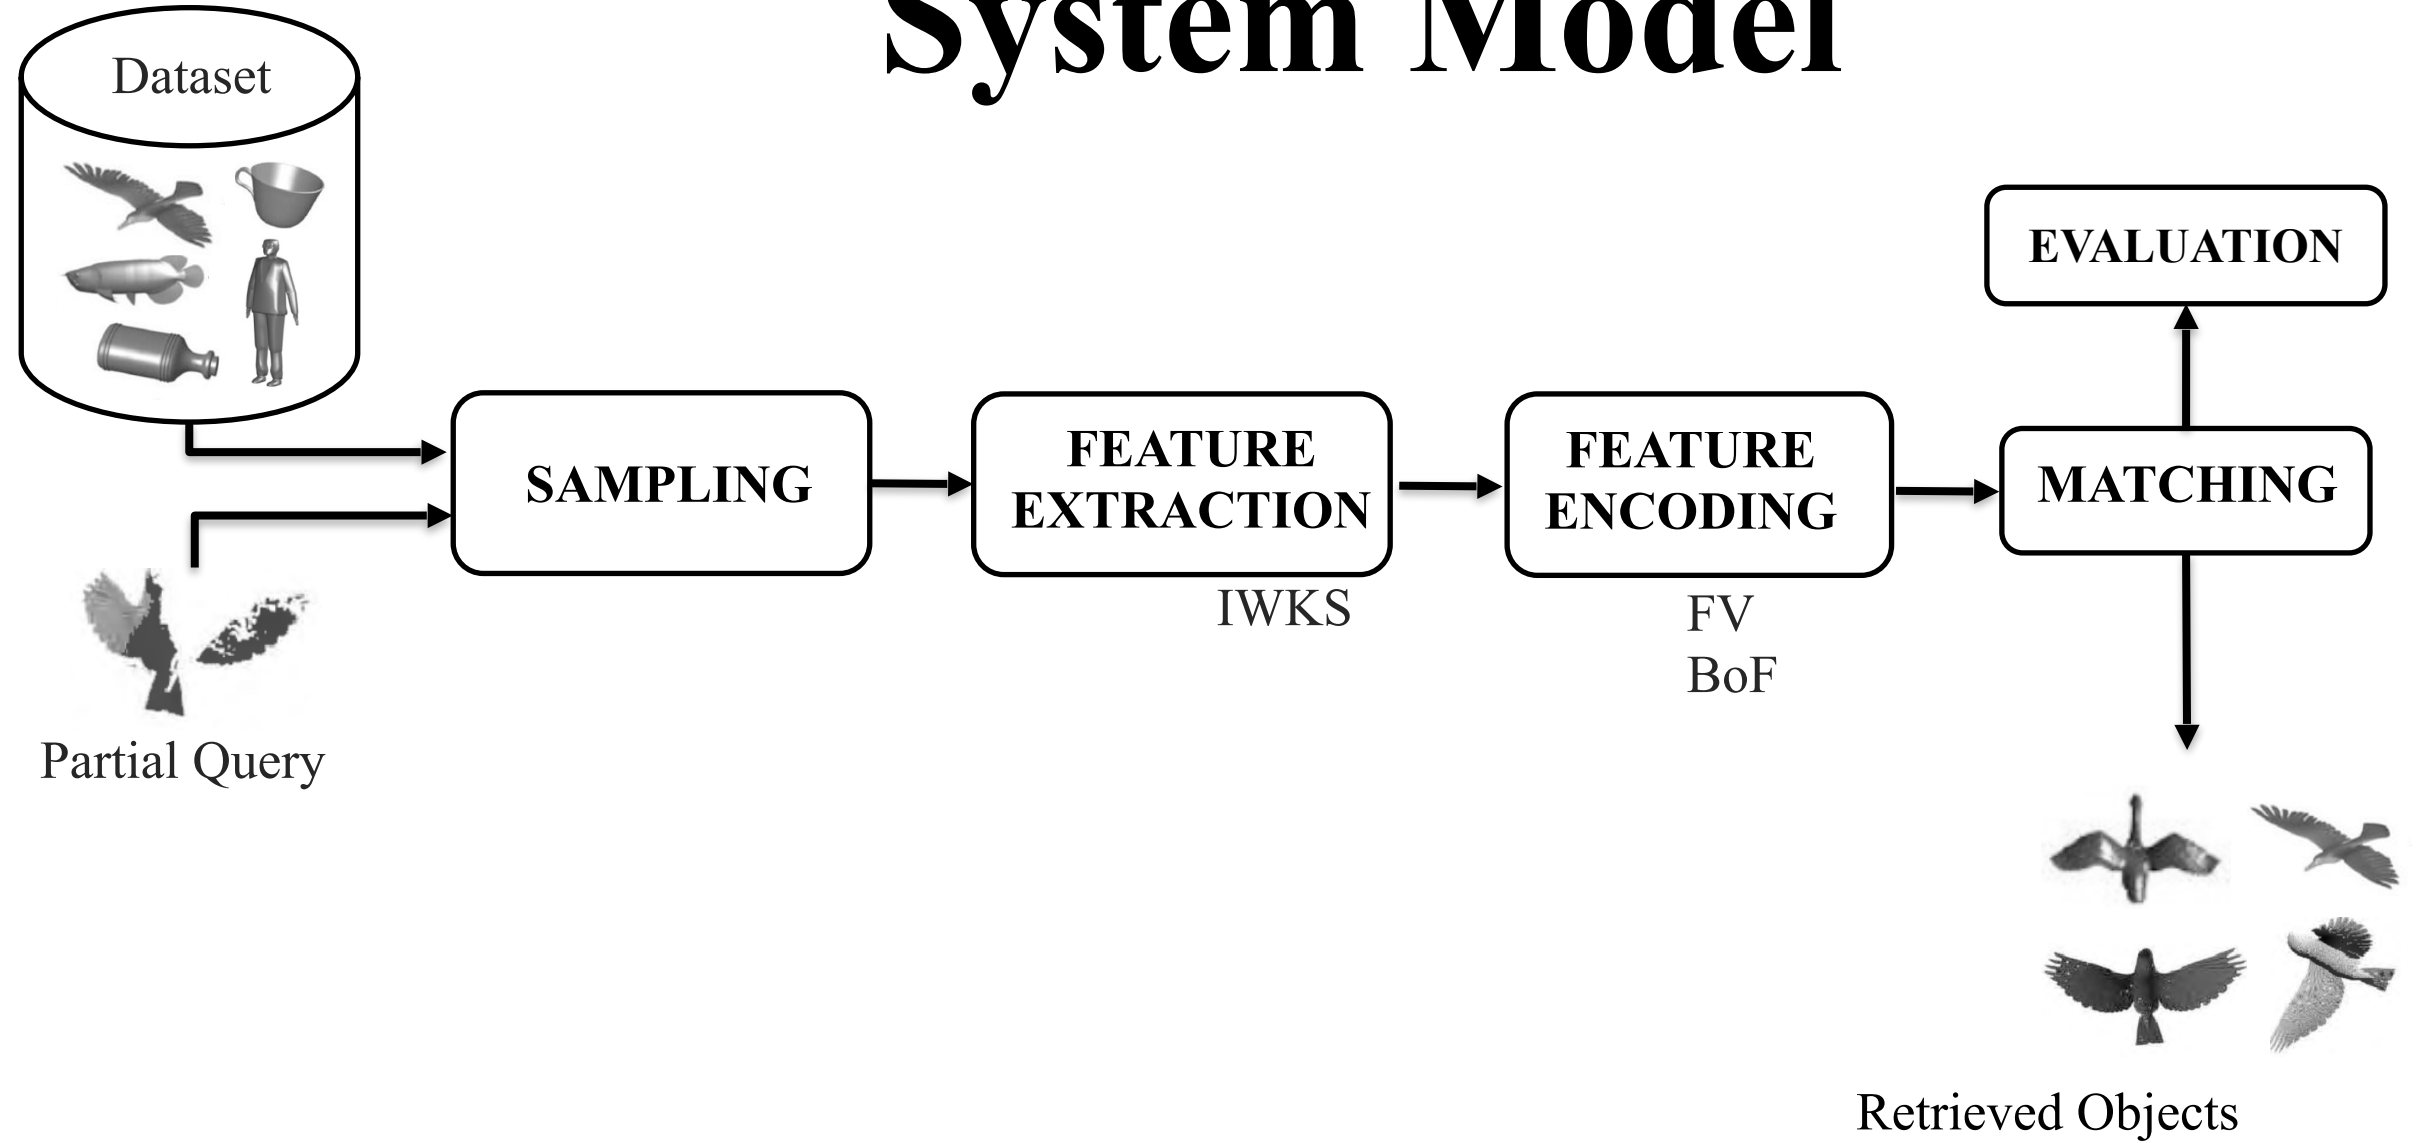 System Model
Dataset
EVALUATION
SAMPLING
FEATURE
EXTRACTION
IWKS
FEATURE
ENCODING
FV
BoF
MATCHING
Partial Query
Retrieved Objects